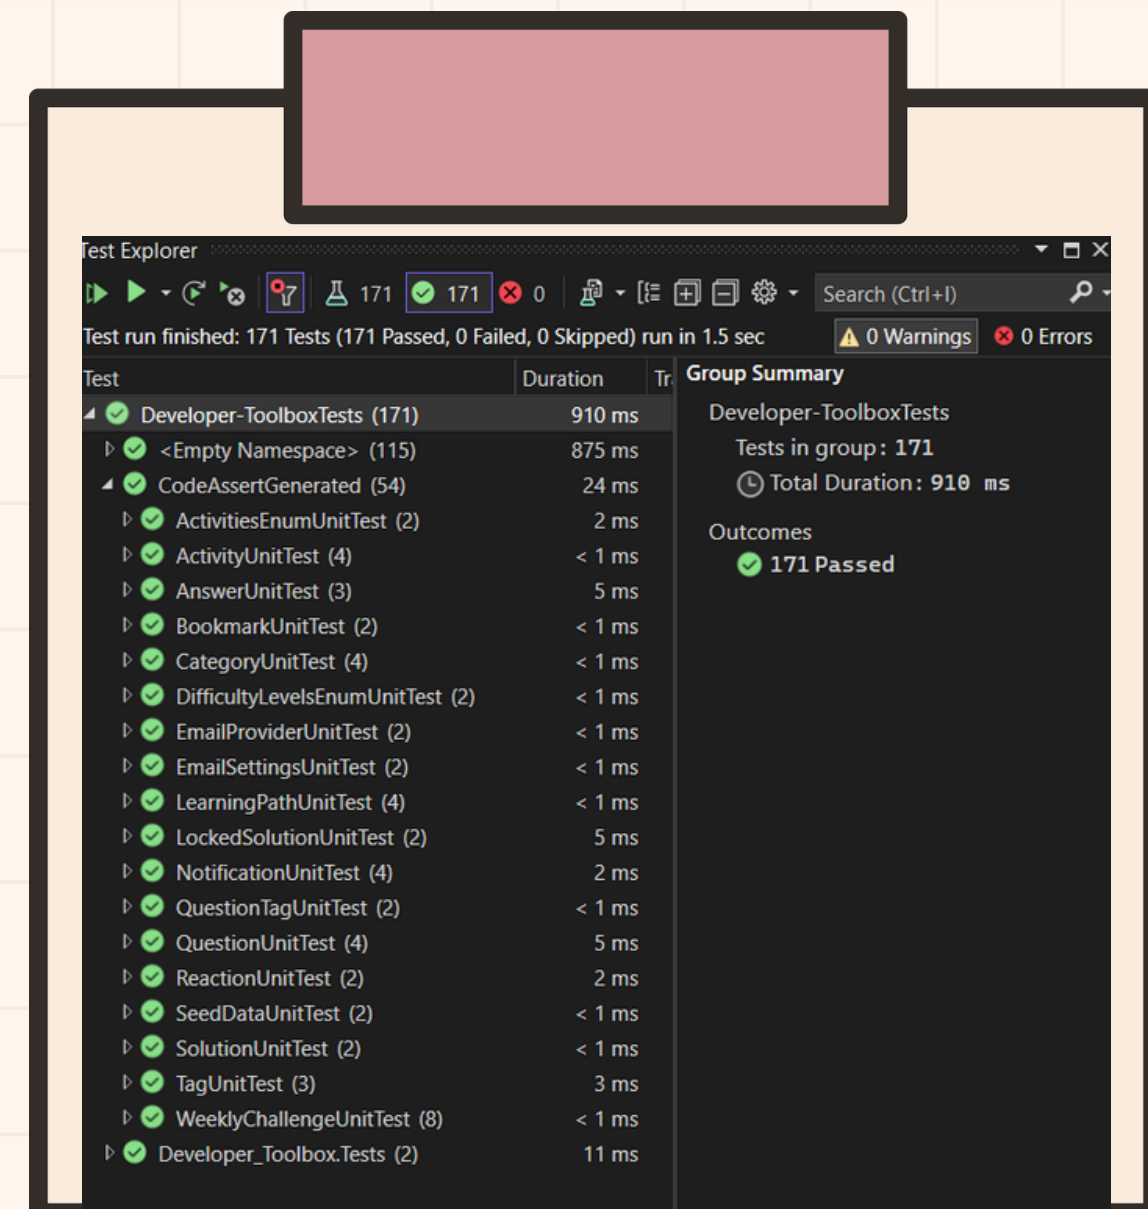 Test Explorer
171 171 0 Search (Ctrl+I)
Test run finished: 171 Tests (171 Passed, 0 Failed, 0 Skipped) run in 1.5 sec 0 Warnings 0 Errors
Test Duration
Developer-ToolboxTests (171) 910 ms
<Empty Namespace> (115) 875 ms
CodeAssertGenerated (54) 24 ms
ActivitiesEnumUnitTest (2) 2 ms
ActivityUnitTest (4) < 1 ms
AnswerUnitTest (3) 5 ms
BookmarkUnitTest (2) < 1 ms
CategoryUnitTest (4) < 1 ms
DifficultyLevelsEnumUnitTest (2) < 1 ms
EmailProviderUnitTest (2) < 1 ms
EmailSettingsUnitTest (2) < 1 ms
LearningPathUnitTest (4) < 1 ms
LockedSolutionUnitTest (2) 5 ms
NotificationUnitTest (4) 2 ms
QuestionTagUnitTest (2) < 1 ms
QuestionUnitTest (4) 5 ms
ReactionUnitTest (2) 2 ms
SeedDataUnitTest (2) < 1 ms
SolutionUnitTest (2) < 1 ms
TagUnitTest (3) 3 ms
WeeklyChallengeUnitTest (8) < 1 ms
Developer_Toolbox.Tests (2) 11 ms
Group Summary
Developer-ToolboxTests
Tests in group: 171
Total Duration: 910 ms
Outcomes
171 Passed